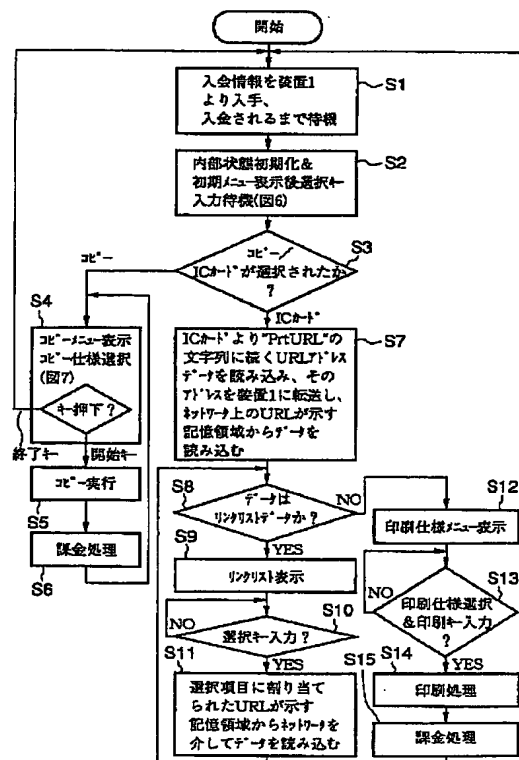 開始
入会情報を装置1
より入手、
入金されるまで待機
S1
内部状態初期化&
初期メニュー表示後選択キー
入力待機(図6)
S2
コピー/
ICカードが選択されたか
?
S3
コピー
ICカード
S4
コピーメニュー表示
コピー仕様選択
(図7)
キー押下?
終了キー
開始キー
コピー実行
S5
課金処理
S6
ICカードより"PrtURL"の
文字列に続くURLアドレス
データを読み込み、その
アドレスを装置1に転送し、
ネットワーク上のURLが示す
記憶領域からデータを
読み込む
S7
S8
データは
リンクリストデータか?
NO
YES
S9
リンクリスト表示
S10
選択キー入力?
NO
YES
S11
選択項目に割り当て
られたURLが示す
記憶領域からネットワークを
介してデータを読み込む
S12
印刷仕様メニュー表示
S13
印刷仕様選択
&印刷キー入力
?
NO
YES
S14
印刷処理
S15
課金処理